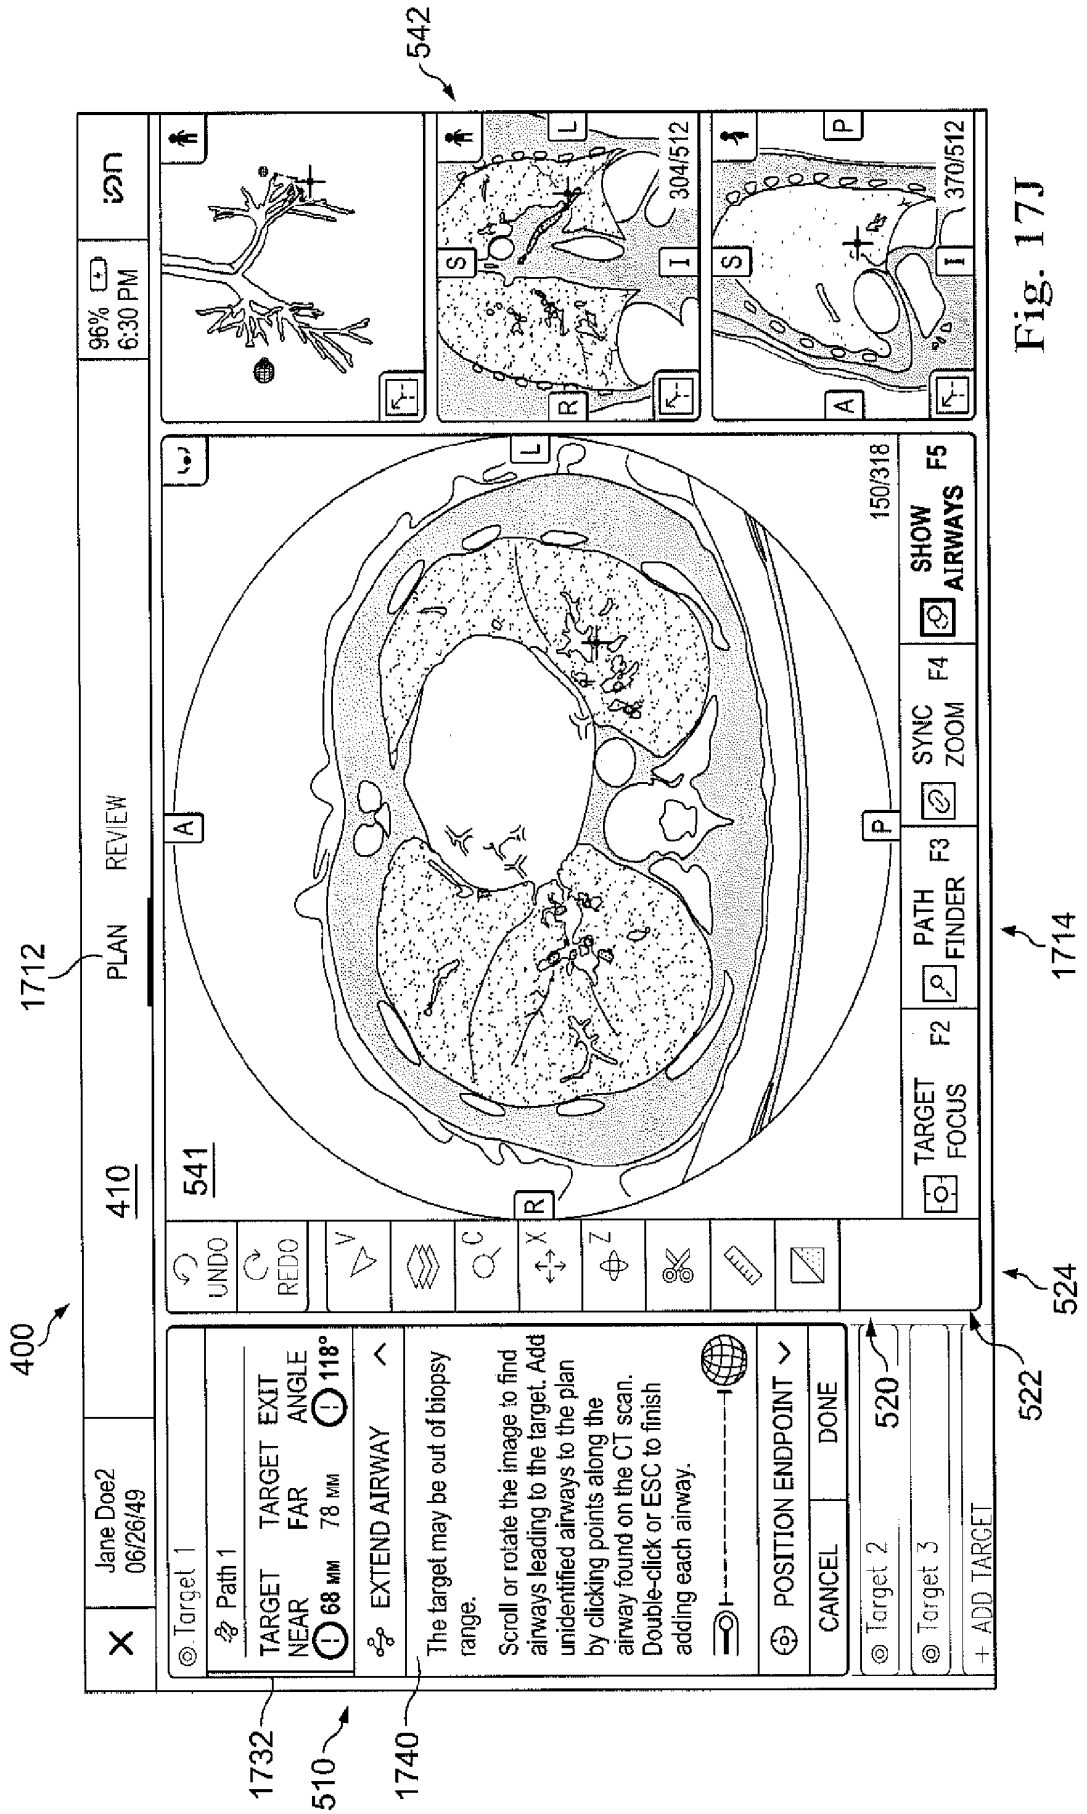 400
1712
542
X
Jane Doe2
06/26/49
410
PLAN
REVIEW
96%
6:30 PM
Target 1
Path 1
TARGET NEAR
TARGET FAR
EXIT ANGLE
68 MM
78 MM
118°
EXTEND AIRWAY
The target may be out of biopsy
range.
Scroll or rotate the image to find
airways leading to the target. Add
unidentified airways to the plan
by clicking points along the
airway found on the CT scan.
Double-click or ESC to finish
adding each airway.
POSITION ENDPOINT
CANCEL
DONE
Target 2
Target 3
+ ADD TARGET
1732
510
1740
520
522
524
UNDO
REDO
V
C
X
Z
541
A
R
L
P
150/318
TARGET FOCUS F2
PATH FINDER F3
SYNC ZOOM F4
SHOW AIRWAYS F5
1714
S
R
L
I
304/512
S
A
P
I
370/512
Fig. 17J